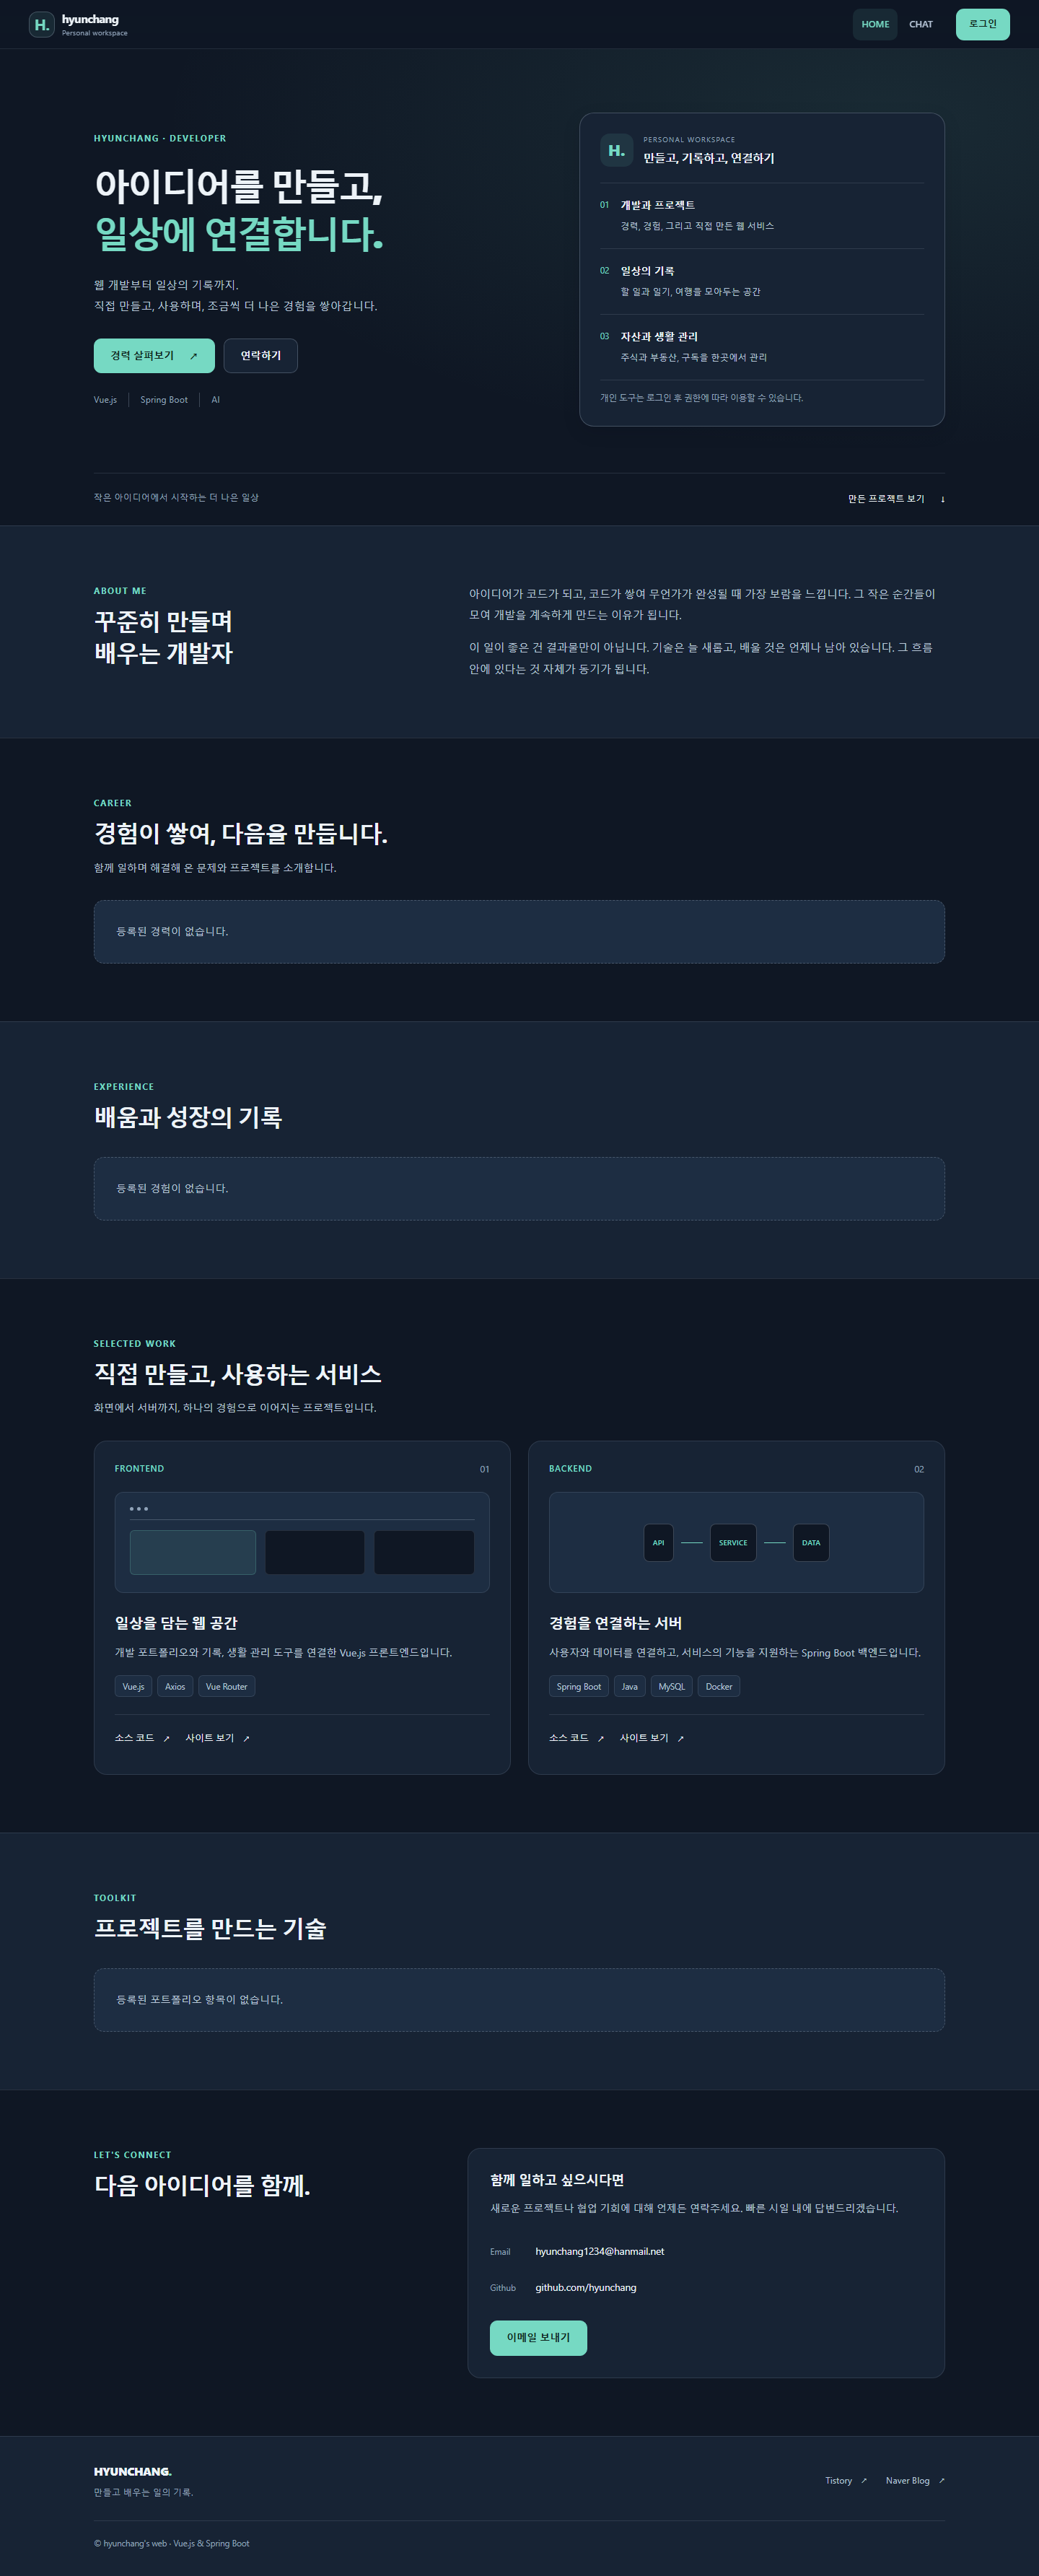 H.
hyunchang
Personal workspace
HOME
CHAT
로그인
HYUNCHANG · DEVELOPER
아이디어를 만들고,
일상에 연결합니다.
웹 개발부터 일상의 기록까지.
직접 만들고, 사용하며, 조금씩 더 나은 경험을 쌓아갑니다.
경력 살펴보기 ↗
연락하기
Vue.js
Spring Boot
AI
H.
PERSONAL WORKSPACE
만들고, 기록하고, 연결하기
01 개발과 프로젝트
경력, 경험, 그리고 직접 만든 웹 서비스
02 일상의 기록
할 일과 일기, 여행을 모아두는 공간
03 자산과 생활 관리
주식과 부동산, 구독을 한곳에서 관리
개인 도구는 로그인 후 권한에 따라 이용할 수 있습니다.
작은 아이디어에서 시작하는 더 나은 일상
만든 프로젝트 보기 ↓
ABOUT ME
꾸준히 만들며
배우는 개발자
아이디어가 코드가 되고, 코드가 쌓여 무언가가 완성될 때 가장 보람을 느낍니다. 그 작은 순간들이
모여 개발을 계속하게 만드는 이유가 됩니다.
이 일이 좋은 건 결과물만이 아닙니다. 기술은 늘 새롭고, 배울 것은 언제나 남아 있습니다. 그 흐름
안에 있다는 것 자체가 동기가 됩니다.
CAREER
경험이 쌓여, 다음을 만듭니다.
함께 일하며 해결해 온 문제와 프로젝트를 소개합니다.
등록된 경력이 없습니다.
EXPERIENCE
배움과 성장의 기록
등록된 경험이 없습니다.
SELECTED WORK
직접 만들고, 사용하는 서비스
화면에서 서버까지, 하나의 경험으로 이어지는 프로젝트입니다.
FRONTEND 01
일상을 담는 웹 공간
개발 포트폴리오와 기록, 생활 관리 도구를 연결한 Vue.js 프론트엔드입니다.
Vue.js
Axios
Vue Router
소스 코드 ↗ 사이트 보기 ↗
BACKEND 02
API
SERVICE
DATA
경험을 연결하는 서버
사용자와 데이터를 연결하고, 서비스의 기능을 지원하는 Spring Boot 백엔드입니다.
Spring Boot
Java
MySQL
Docker
소스 코드 ↗ 사이트 보기 ↗
TOOLKIT
프로젝트를 만드는 기술
등록된 포트폴리오 항목이 없습니다.
LET'S CONNECT
다음 아이디어를 함께.
함께 일하고 싶으시다면
새로운 프로젝트나 협업 기회에 대해 언제든 연락주세요. 빠른 시일 내에 답변드리겠습니다.
Email hyunchang1234@hanmail.net
Github github.com/hyunchang
이메일 보내기
HYUNCHANG.
만들고 배우는 일의 기록.
Tistory ↗ Naver Blog ↗
© hyunchang's web · Vue.js & Spring Boot